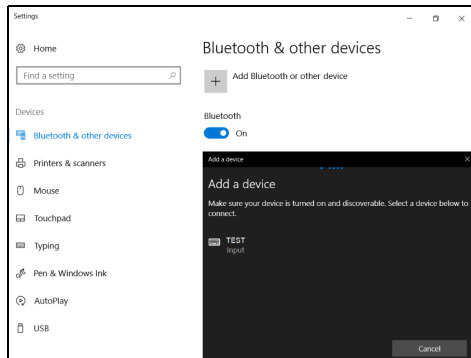 Settings
Home
Find a setting
Devices
Bluetooth & other devices
Printers & scanners
Mouse
Touchpad
Typing
Pen & Windows Ink
AutoPlay
USB
Bluetooth & other devices
Add Bluetooth or other device
Bluetooth
On
Add a device
Add a device
Make sure your device is turned on and discoverable. Select a device below to
connect.
TEST
Input
Cancel